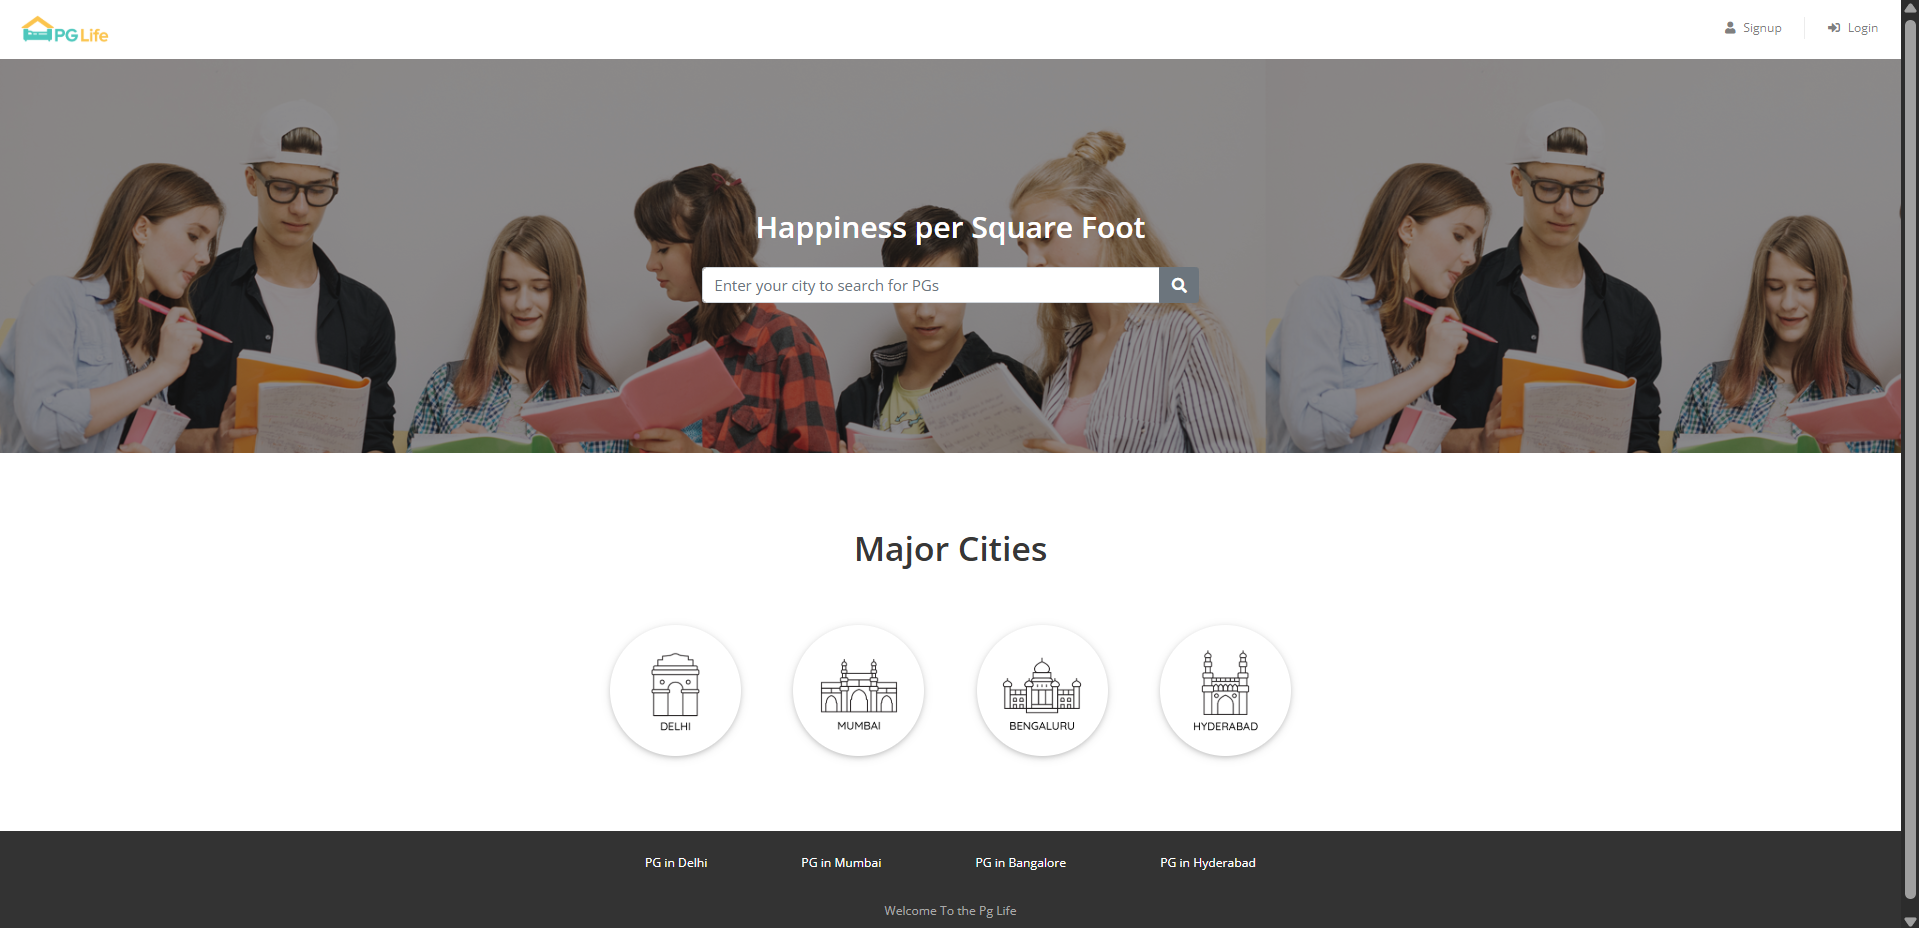 PG Life
Signup
Login
Happiness per Square Foot
Enter your city to search for PGs
Major Cities
DELHI
MUMBAI
BENGALURU
HYDERABAD
PG in Delhi
PG in Mumbai
PG in Bangalore
PG in Hyderabad
Welcome To the Pg Life